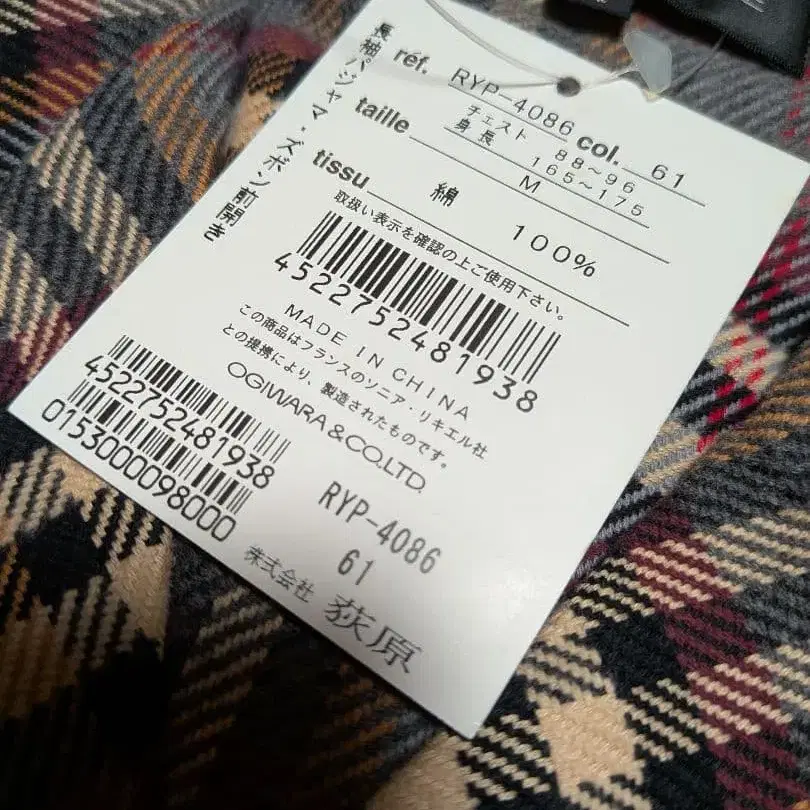 長袖パジャマ・ズボン前開き
réf. RYP-4086 col. 61
taille チェスト 88~96
身長 165~175
M
tissu 綿 100%
取扱い表示を確認の上ご使用下さい。
4522752481938
MADE IN CHINA
この商品はフランスのソニア・リキエル社
との提携により、製造されたものです。
OGIWARA & CO.LTD.
4522752481938
0153000098000
RYP-4086
61
株式会社 荻原